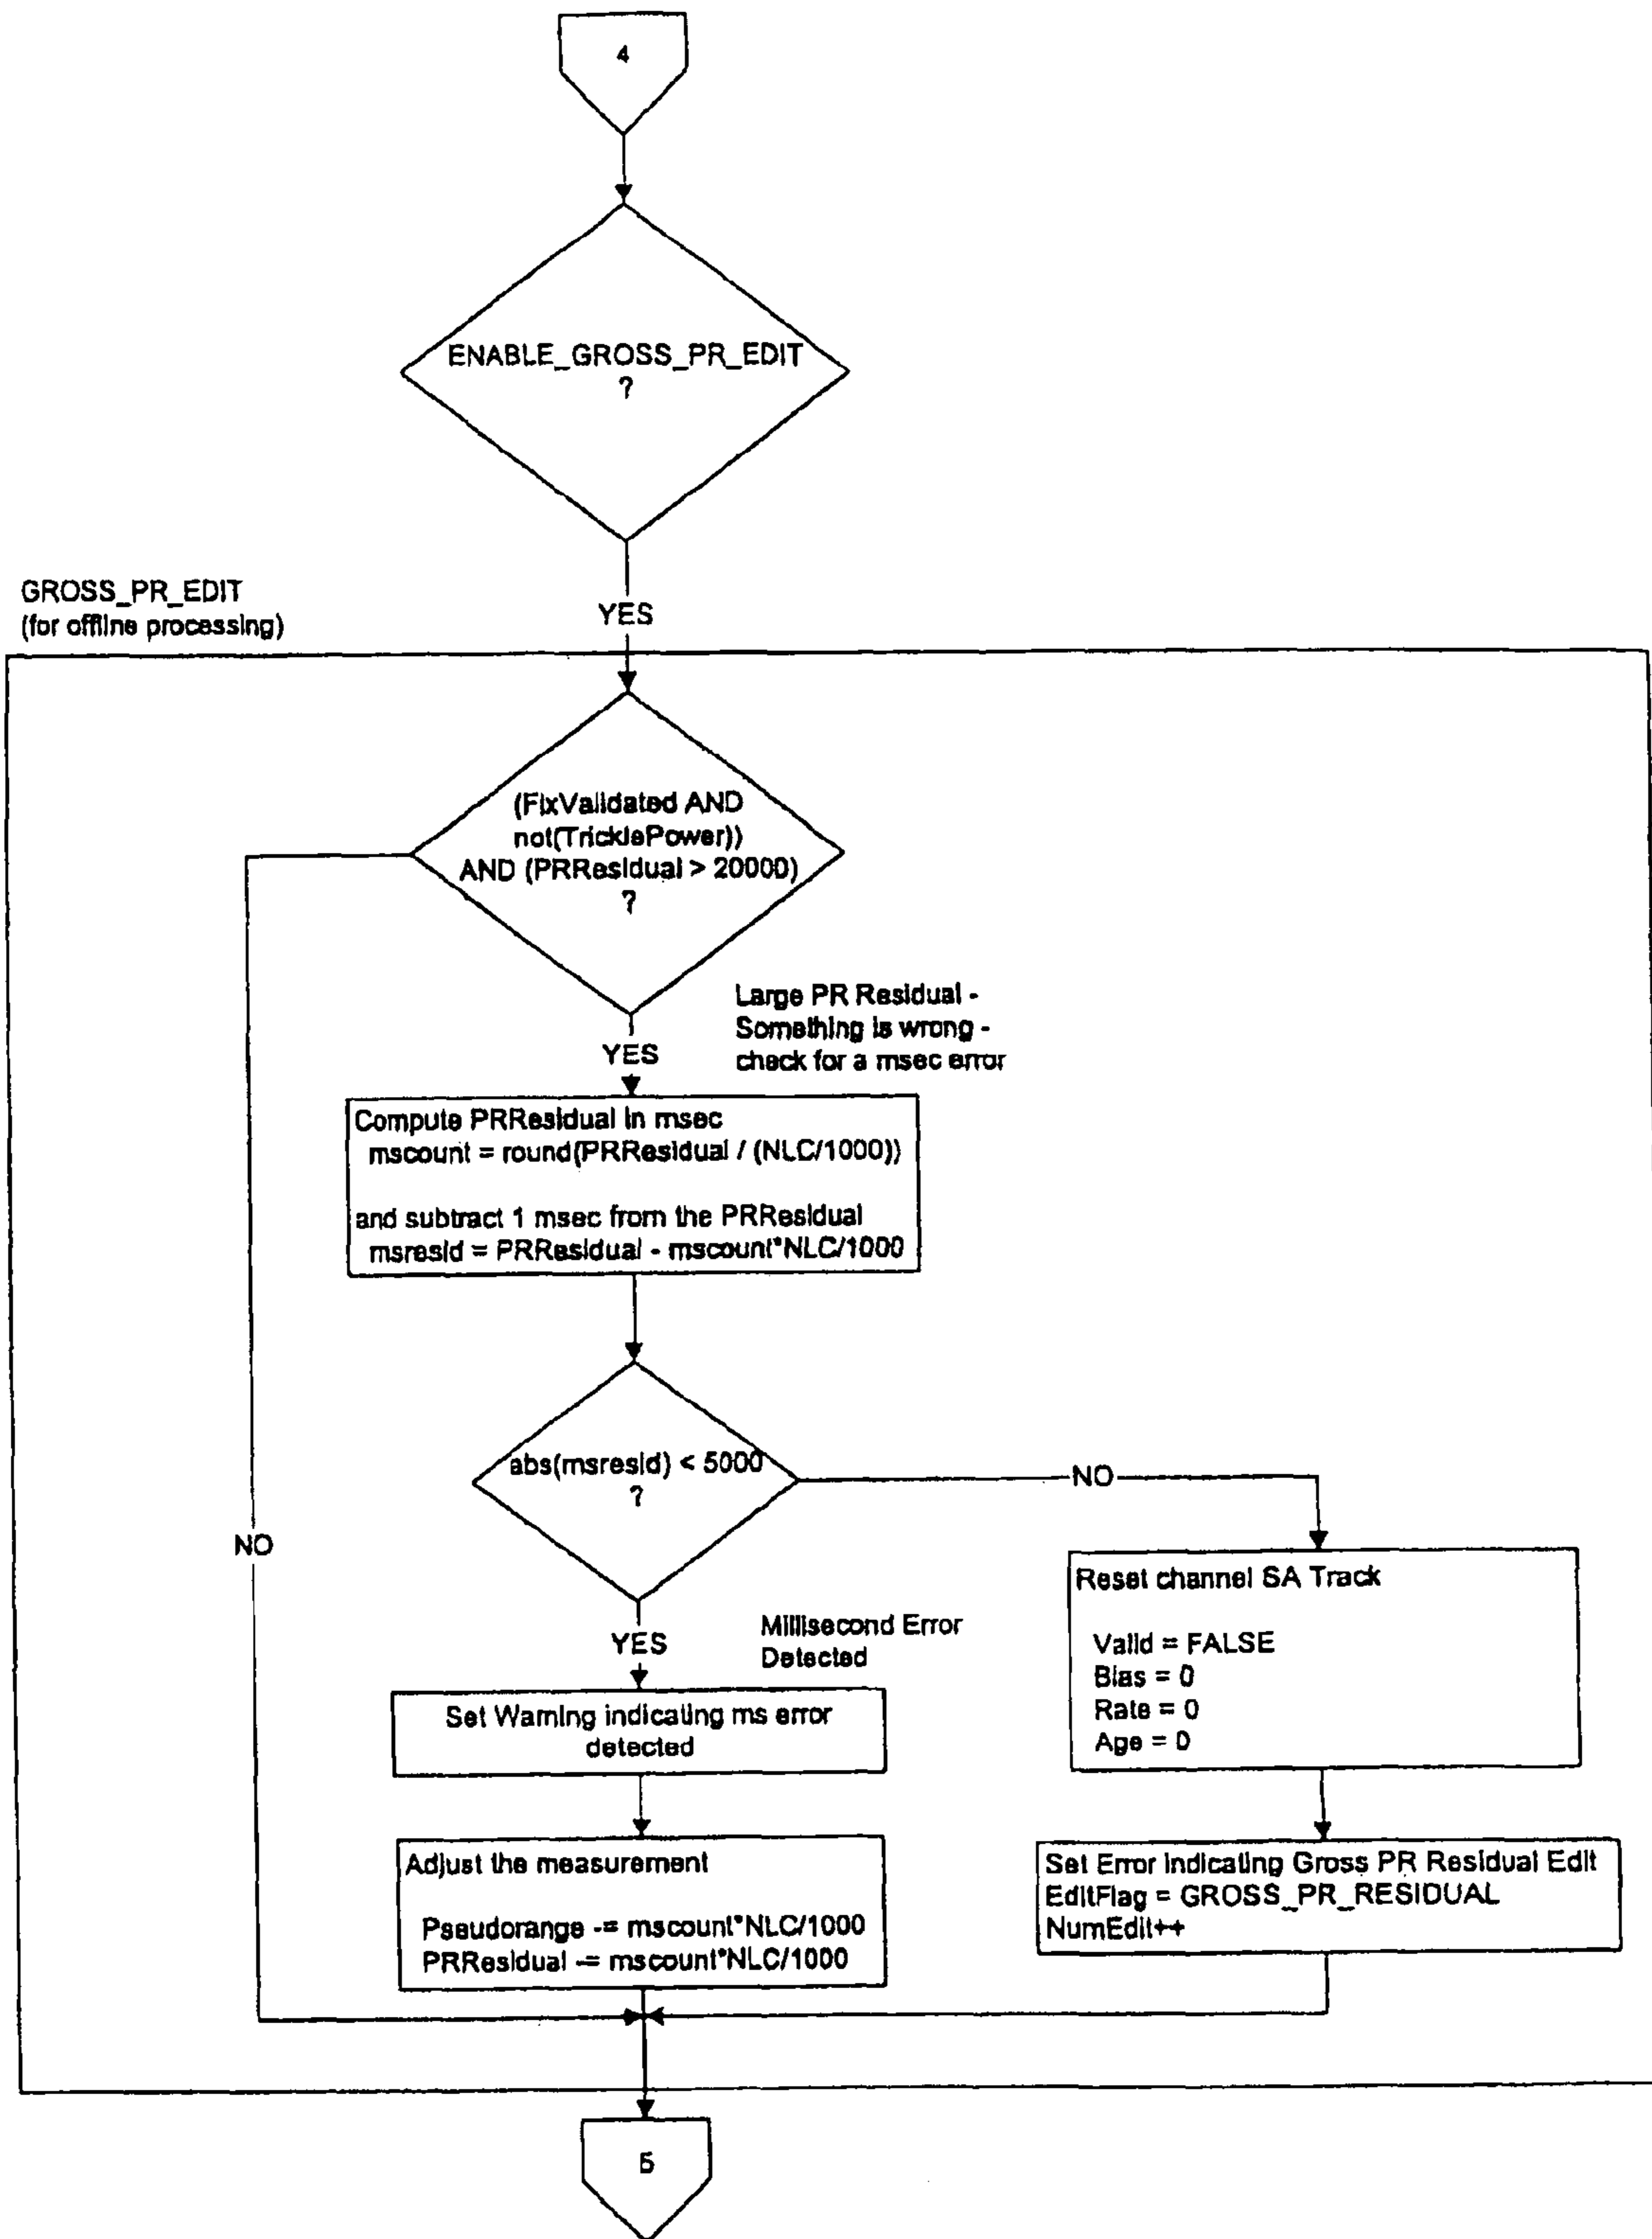 4
ENABLE_GROSS_PR_EDIT
?
GROSS_PR_EDIT
(for offline processing)
YES
(FixValidated AND
not(TricklePower))
AND (PRResidual > 20000)
?
Large PR Residual -
Something is wrong -
check for a msec error
YES
Compute PRResidual in msec
mscount = round(PRResidual / (NLC/1000))
and subtract 1 msec from the PRResidual
msresid = PRResidual - mscount*NLC/1000
abs(msresid) < 5000
?
NO
NO
Reset channel SA Track
Valid = FALSE
Bias = 0
Rate = 0
Age = 0
YES
Millisecond Error
Detected
Set Warning indicating ms error
detected
Adjust the measurement
Pseudorange -= mscount*NLC/1000
PRResidual -= mscount*NLC/1000
Set Error indicating Gross PR Residual Edit
EditFlag = GROSS_PR_RESIDUAL
NumEdit++
5